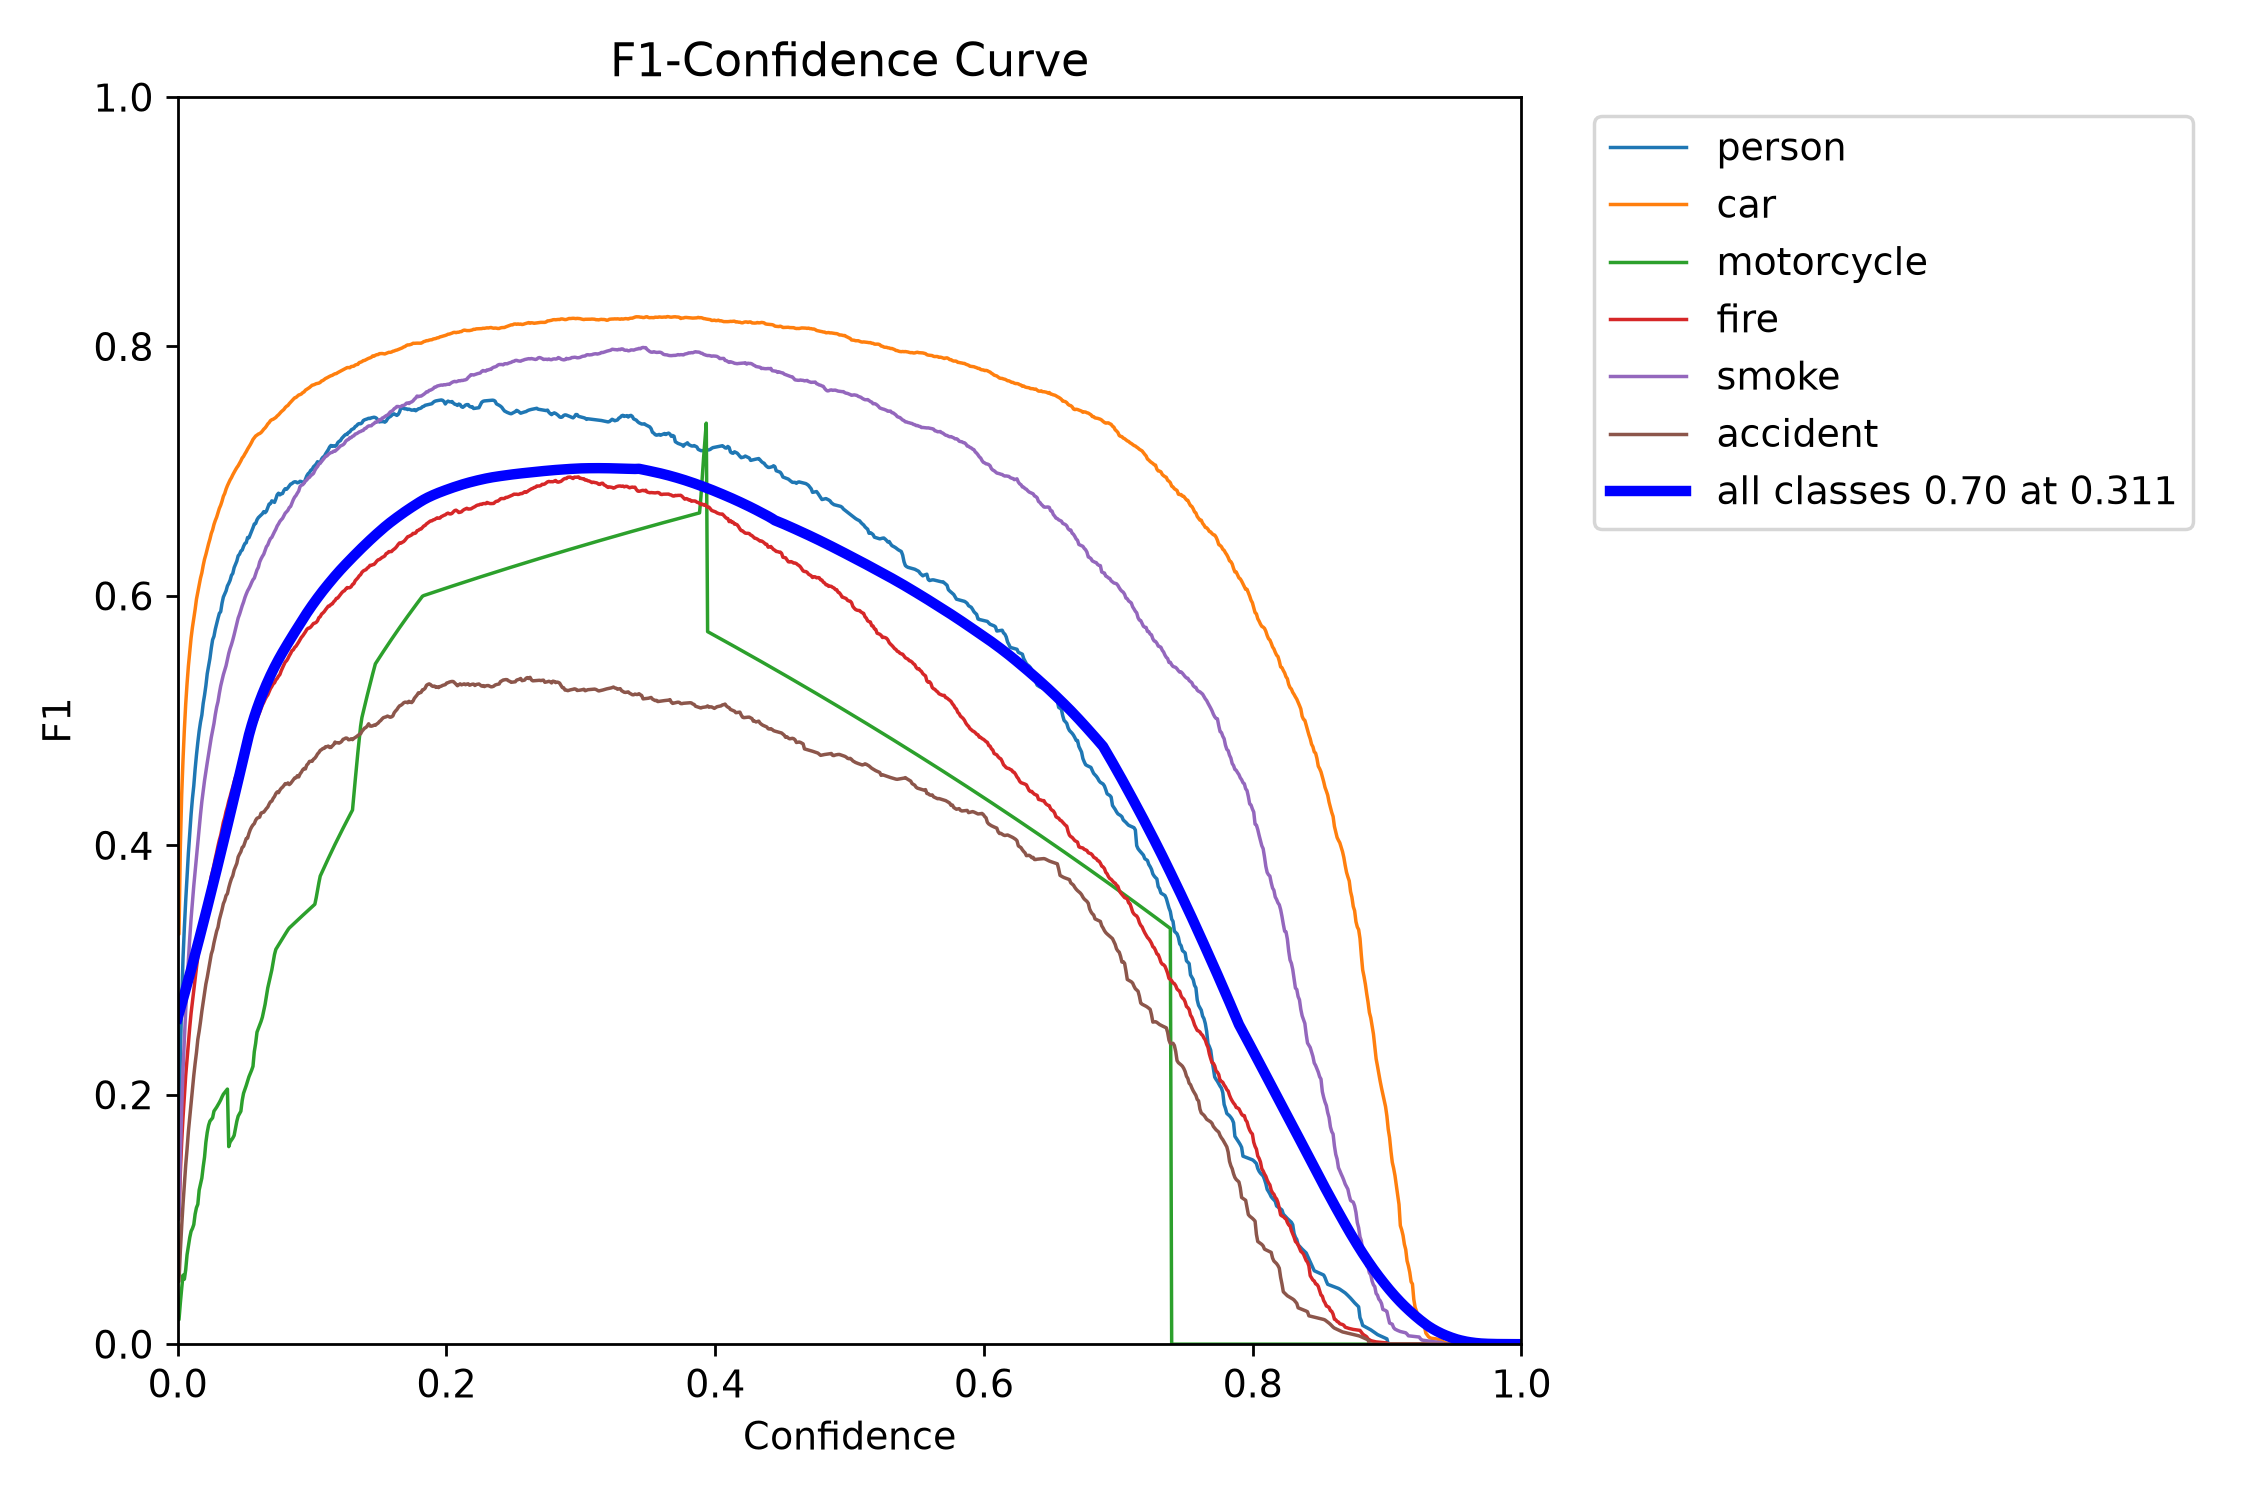 F1-Confidence Curve
1.0
0.8
0.6
0.4
0.2
0.0
F1
0.0 0.2 0.4 0.6 0.8 1.0
Confidence
person
car
motorcycle
fire
smoke
accident
all classes 0.70 at 0.311